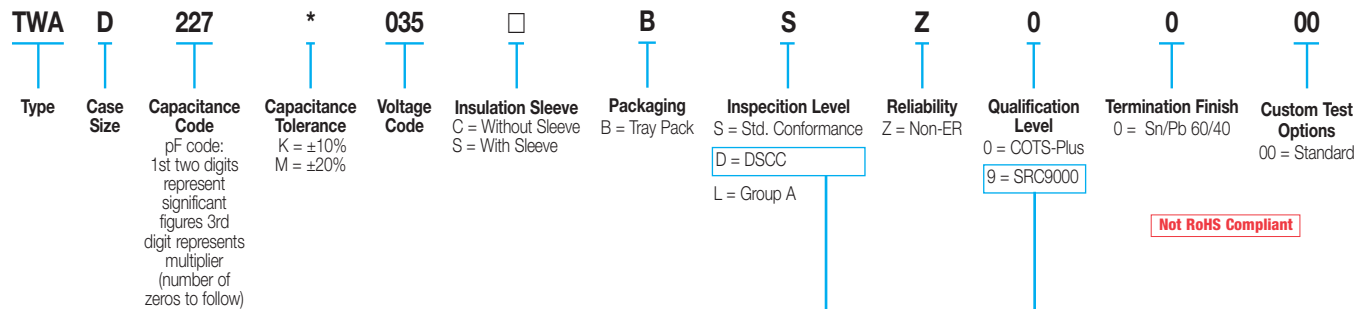 TWA D 227 * 035 □ B S Z 0 0 00
Type
Case
Size
Capacitance
Code
pF code:
1st two digits
represent
significant
figures 3rd
digit represents
multiplier
(number of
zeros to follow)
Capacitance
Tolerance
K = ±10%
M = ±20%
Voltage
Code
Insulation Sleeve
C = Without Sleeve
S = With Sleeve
Packaging
B = Tray Pack
Inspecition Level
S = Std. Conformance
D = DSCC
L = Group A
Reliability
Z = Non-ER
Qualification
Level
0 = COTS-Plus
9 = SRC9000
Termination Finish
0 = Sn/Pb 60/40
Custom Test
Options
00 = Standard
Not RoHS Compliant